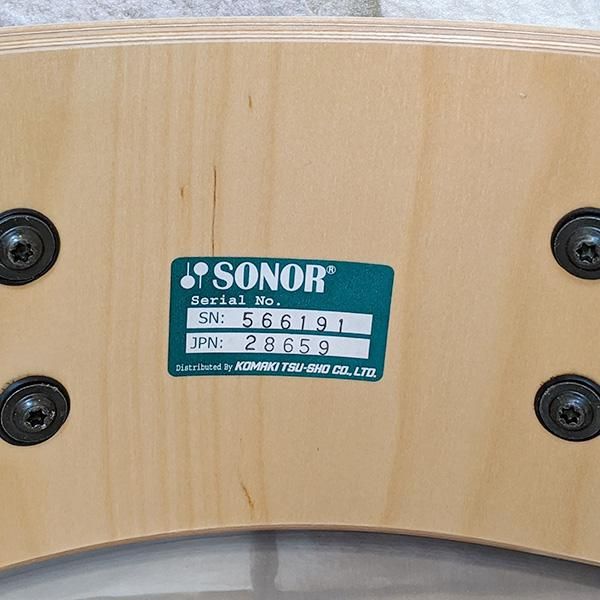 SONOR®
Serial No.
SN: 566191
JPN: 28659
Distributed By KOMAKI TSU-SHO CO., LTD.